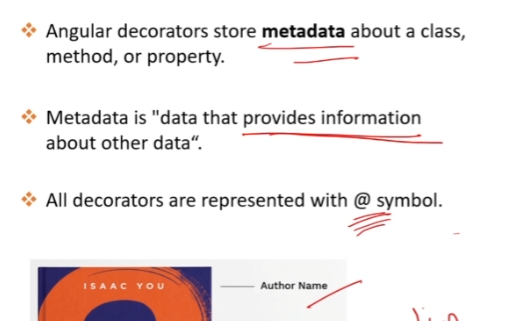 Angular decorators store metadata about a class,
method, or property.
Metadata is "data that provides information
about other data“.
All decorators are represented with @ symbol.
ISAAC YOU
Author Name